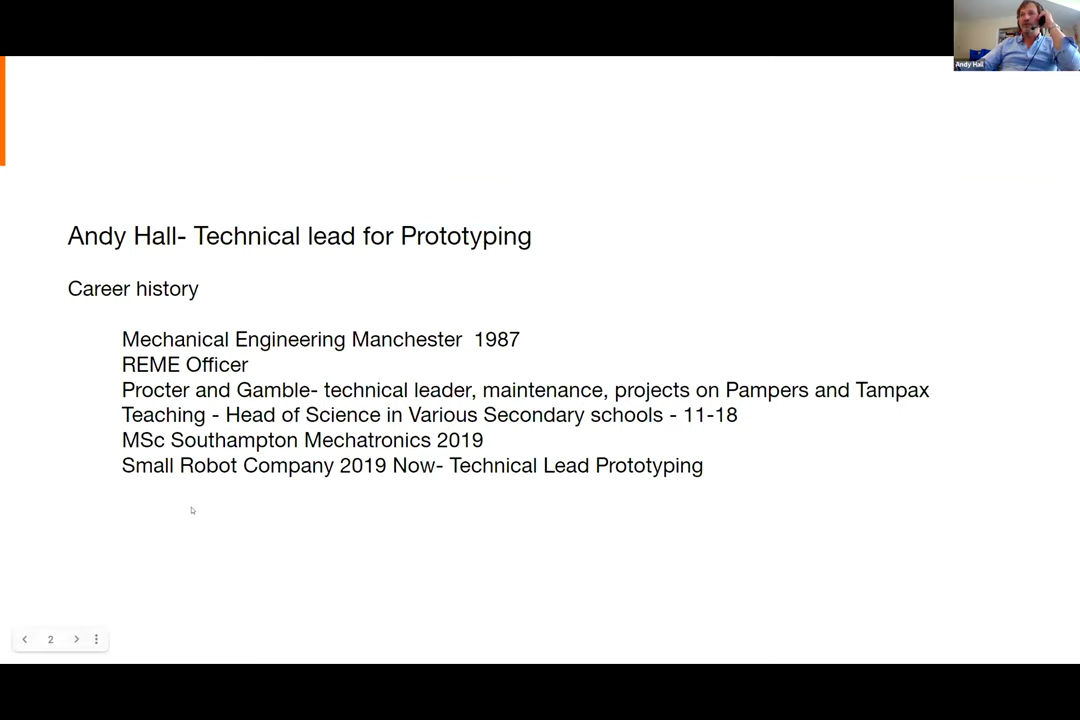 Andy Hall
Andy Hall- Technical lead for Prototyping
Career history
Mechanical Engineering Manchester 1987
REME Officer
Procter and Gamble- technical leader, maintenance, projects on Pampers and Tampax
Teaching - Head of Science in Various Secondary schools - 11-18
MSc Southampton Mechatronics 2019
Small Robot Company 2019 Now- Technical Lead Prototyping
2